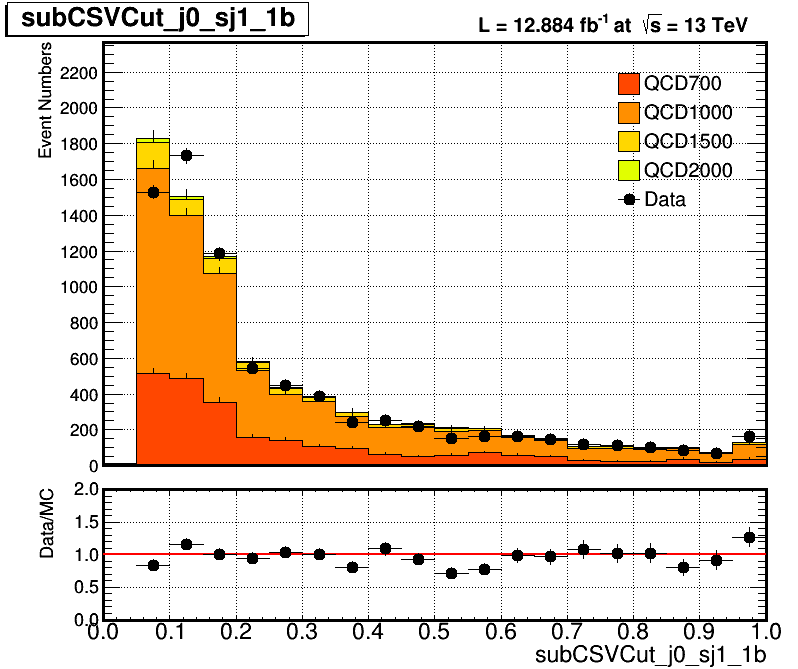 subCSVCut_j0_sj1_1b
L = 12.884 fb-1 at √s = 13 TeV
Event Numbers
2200
2000
1800
1600
1400
1200
1000
800
600
400
200
0
QCD700
QCD1000
QCD1500
QCD2000
Data
Data/MC
2.0
1.5
1.0
0.5
0.0
0.0 0.1 0.2 0.3 0.4 0.5 0.6 0.7 0.8 0.9 1.0
subCSVCut_j0_sj1_1b